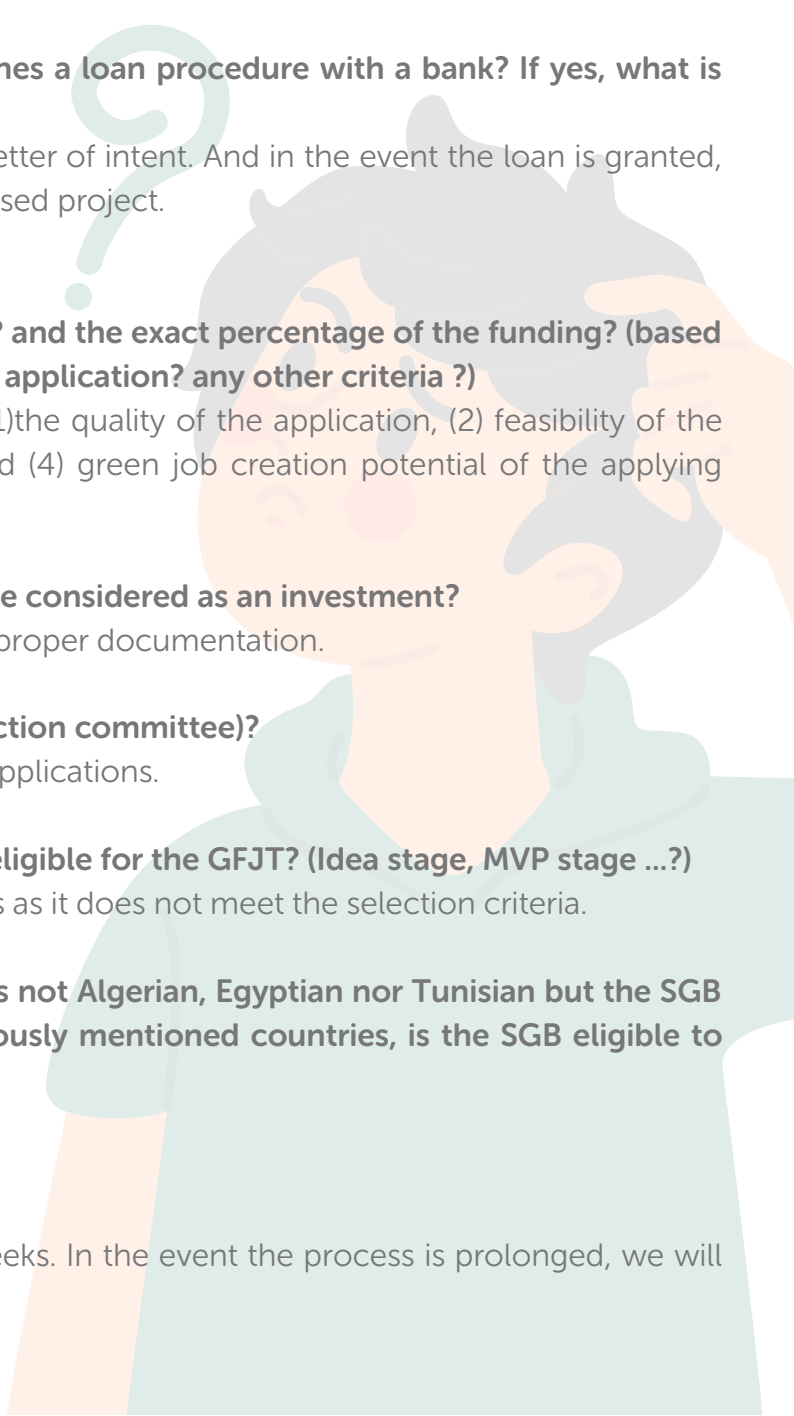 nes a loan procedure with a bank? If yes, what is
etter of intent. And in the event the loan is granted,
sed project.
? and the exact percentage of the funding? (based
application? any other criteria ?)
)the quality of the application, (2) feasibility of the
d (4) green job creation potential of the applying
e considered as an investment?
proper documentation.
ction committee)?
pplications.
eligible for the GFJT? (Idea stage, MVP stage ...?)
s as it does not meet the selection criteria.
s not Algerian, Egyptian nor Tunisian but the SGB
ously mentioned countries, is the SGB eligible to
eeks. In the event the process is prolonged, we will